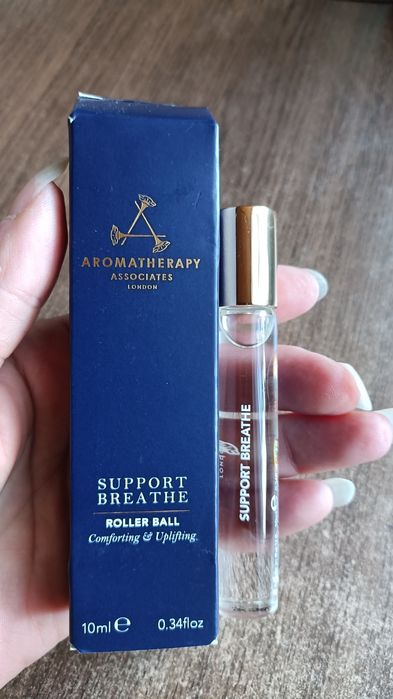 AROMATHERAPY
ASSOCIATES
LONDON
SUPPORT
BREATHE
ROLLER BALL
Comforting & Uplifting
10ml ℮ 0.34floz
SUPPORT BREATHE